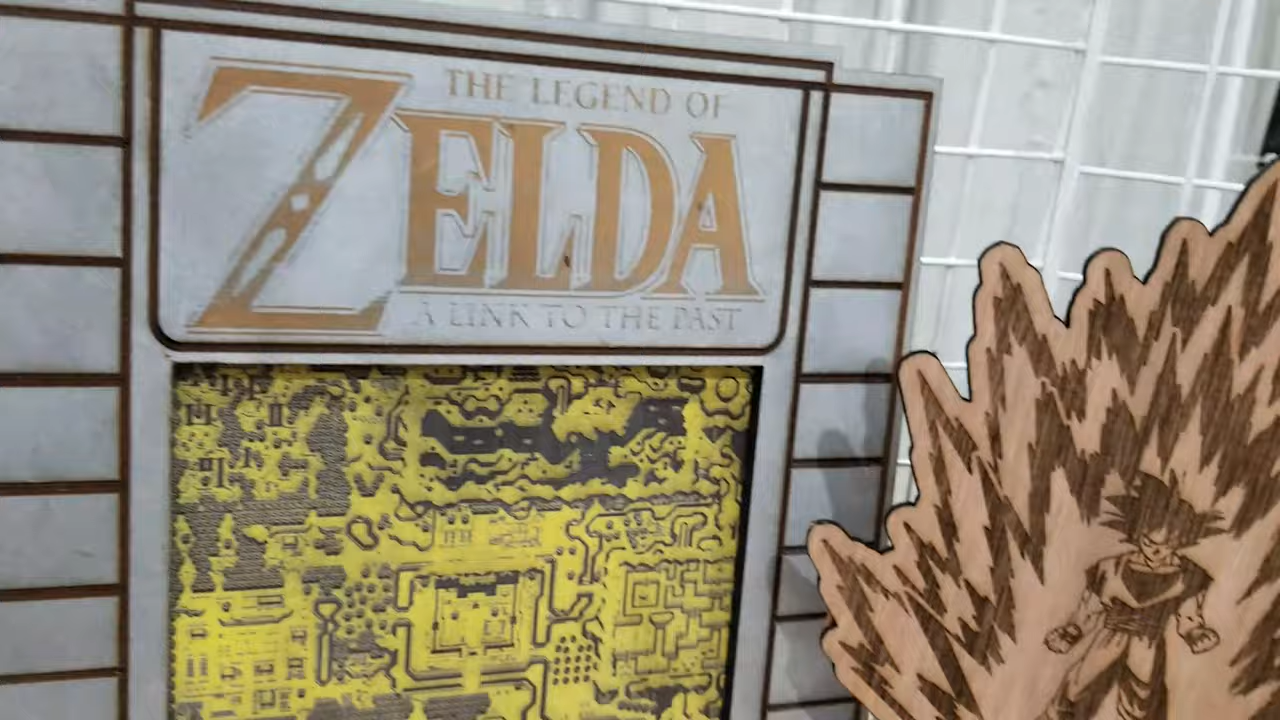 THE LEGEND OF
ZELDA
A LINK TO THE PAST